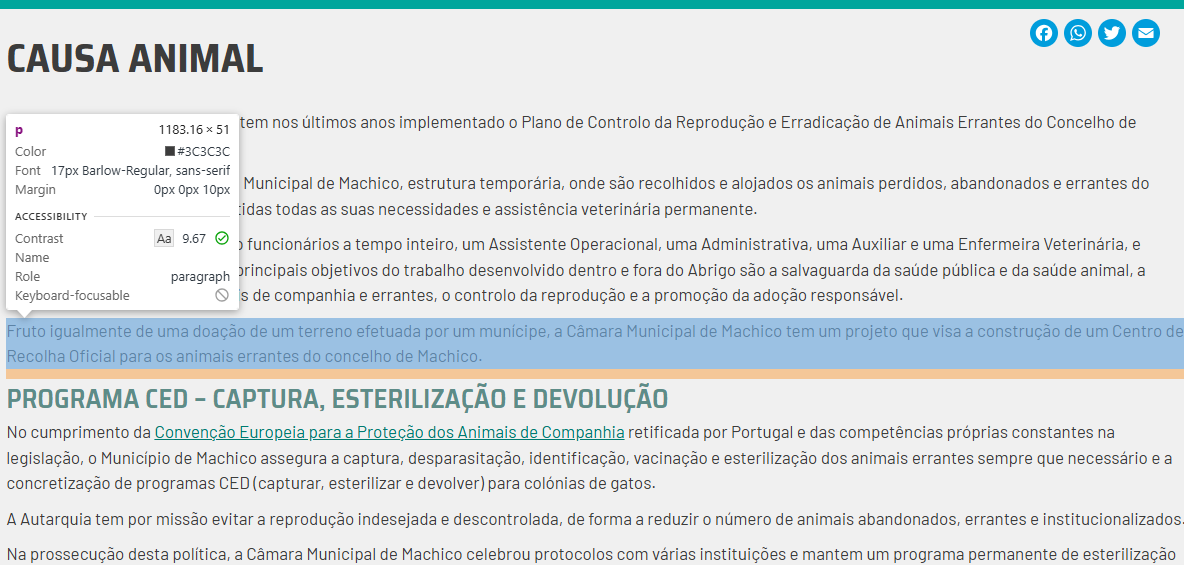 CAUSA ANIMAL
tem nos últimos anos implementado o Plano de Controlo da Reprodução e Erradicação de Animais Errantes do Concelho de
p 1183.16 × 51
Color #3C3C3C
Font 17px Barlow-Regular, sans-serif
Margin 0px 0px 10px
ACCESSIBILITY
Contrast Aa 9.67
Name
Role paragraph
Keyboard-focusable
Municipal de Machico, estrutura temporária, onde são recolhidos e alojados os animais perdidos, abandonados e errantes do
tidas todas as suas necessidades e assistência veterinária permanente.
o funcionários a tempo inteiro, um Assistente Operacional, uma Administrativa, uma Auxiliar e uma Enfermeira Veterinária, e
principais objetivos do trabalho desenvolvido dentro e fora do Abrigo são a salvaguarda da saúde pública e da saúde animal, a
is de companhia e errantes, o controlo da reprodução e a promoção da adoção responsável.
Fruto igualmente de uma doação de um terreno efetuada por um munícipe, a Câmara Municipal de Machico tem um projeto que visa a construção de um Centro de
Recolha Oficial para os animais errantes do concelho de Machico.
PROGRAMA CED – CAPTURA, ESTERILIZAÇÃO E DEVOLUÇÃO
No cumprimento da Convenção Europeia para a Proteção dos Animais de Companhia retificada por Portugal e das competências próprias constantes na
legislação, o Município de Machico assegura a captura, desparasitação, identificação, vacinação e esterilização dos animais errantes sempre que necessário e a
concretização de programas CED (capturar, esterilizar e devolver) para colónias de gatos.
A Autarquia tem por missão evitar a reprodução indesejada e descontrolada, de forma a reduzir o número de animais abandonados, errantes e institucionalizados.
Na prossecução desta política, a Câmara Municipal de Machico celebrou protocolos com várias instituições e mantem um programa permanente de esterilização